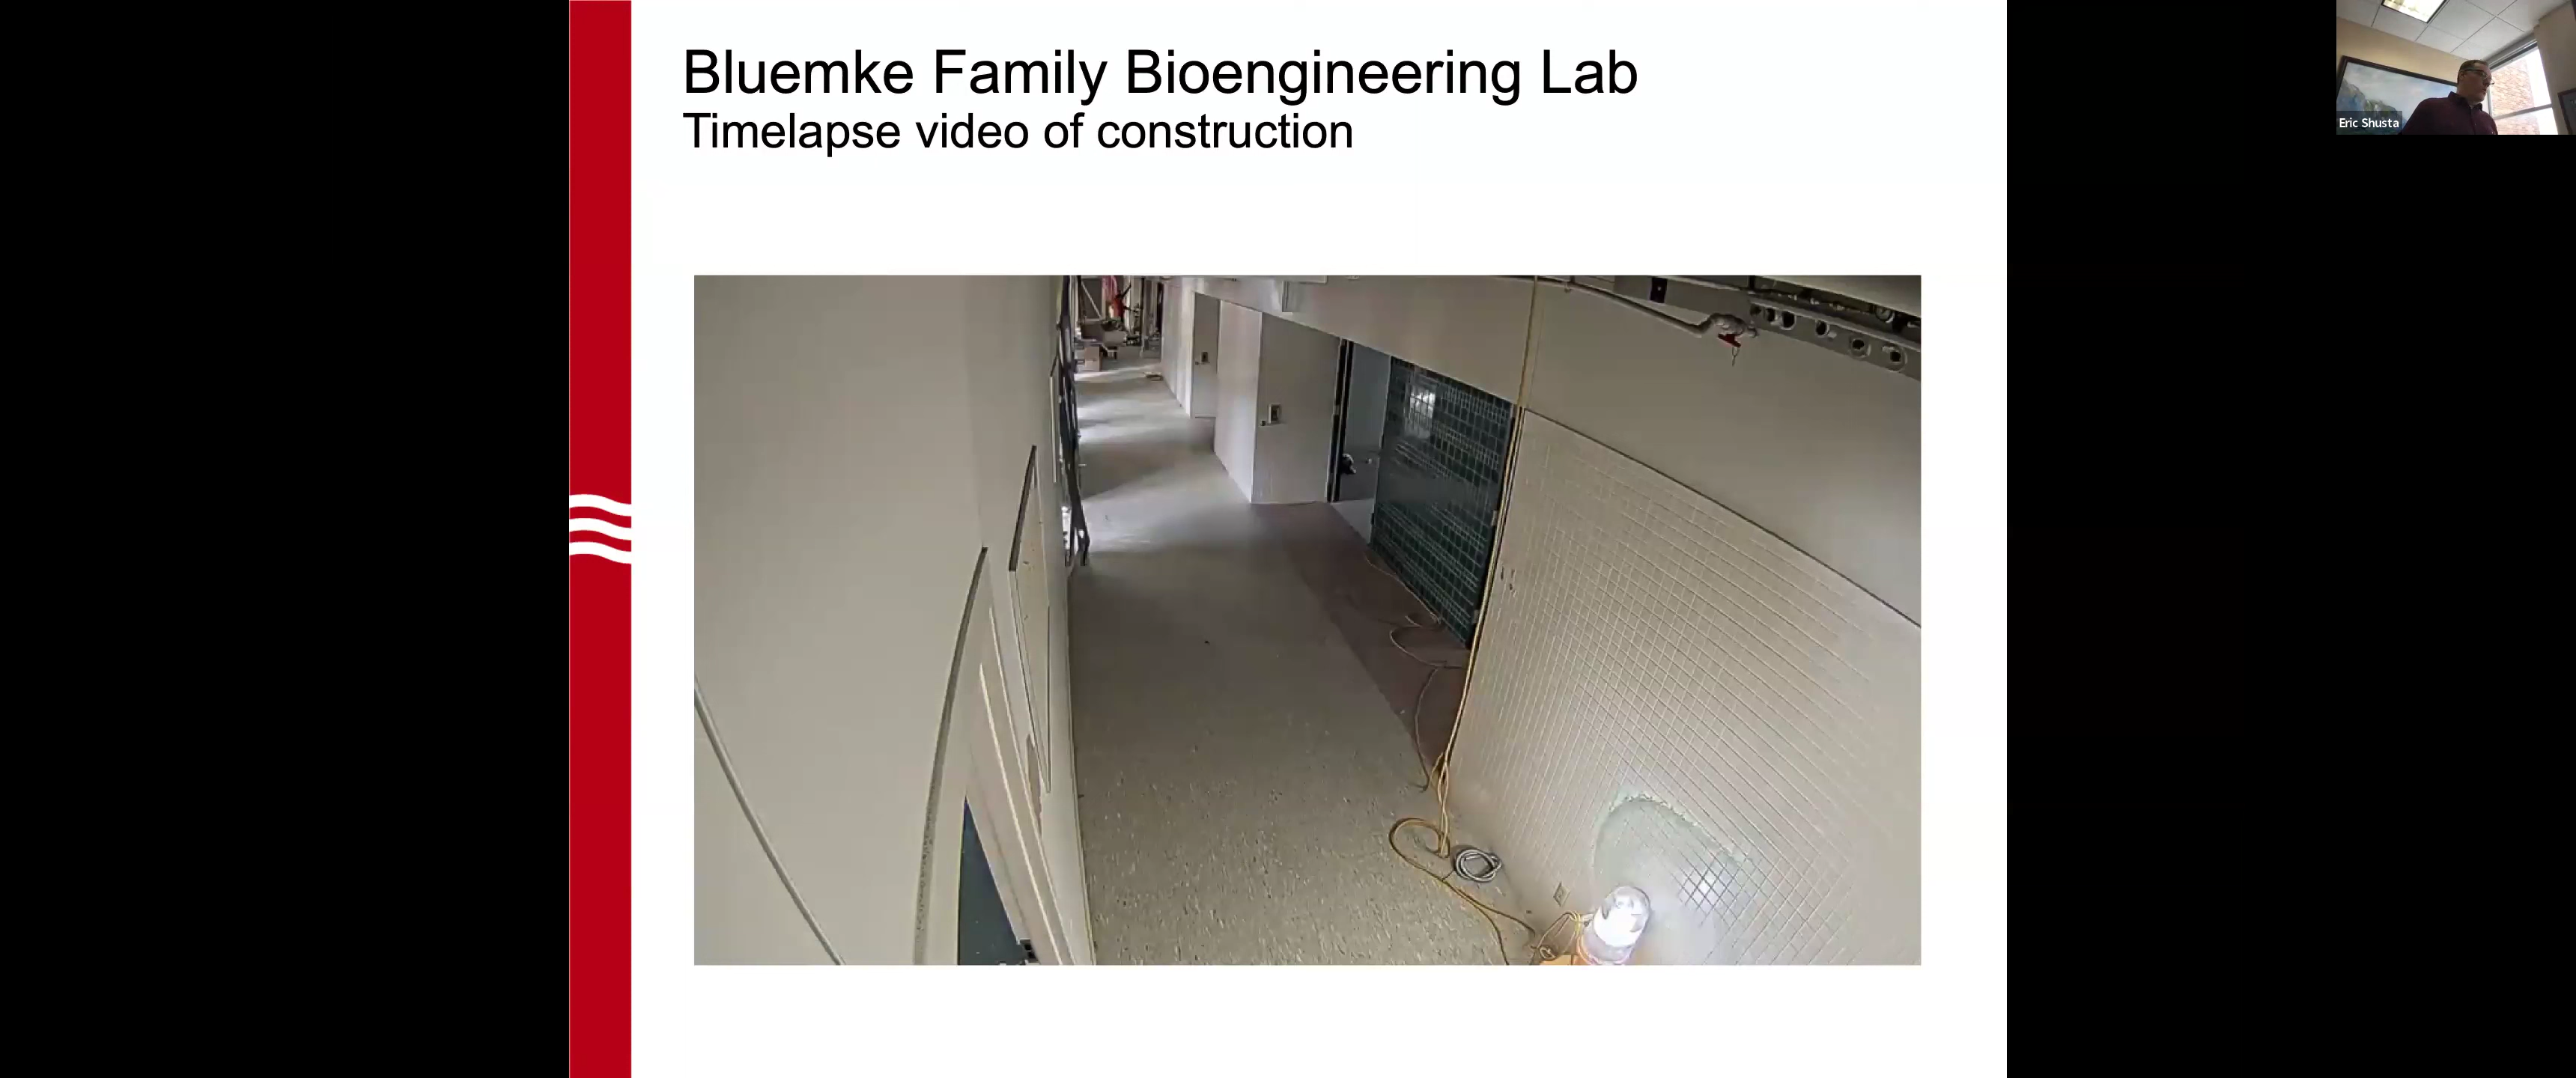 Bluemke Family Bioengineering Lab
Timelapse video of construction
Eric Shusta